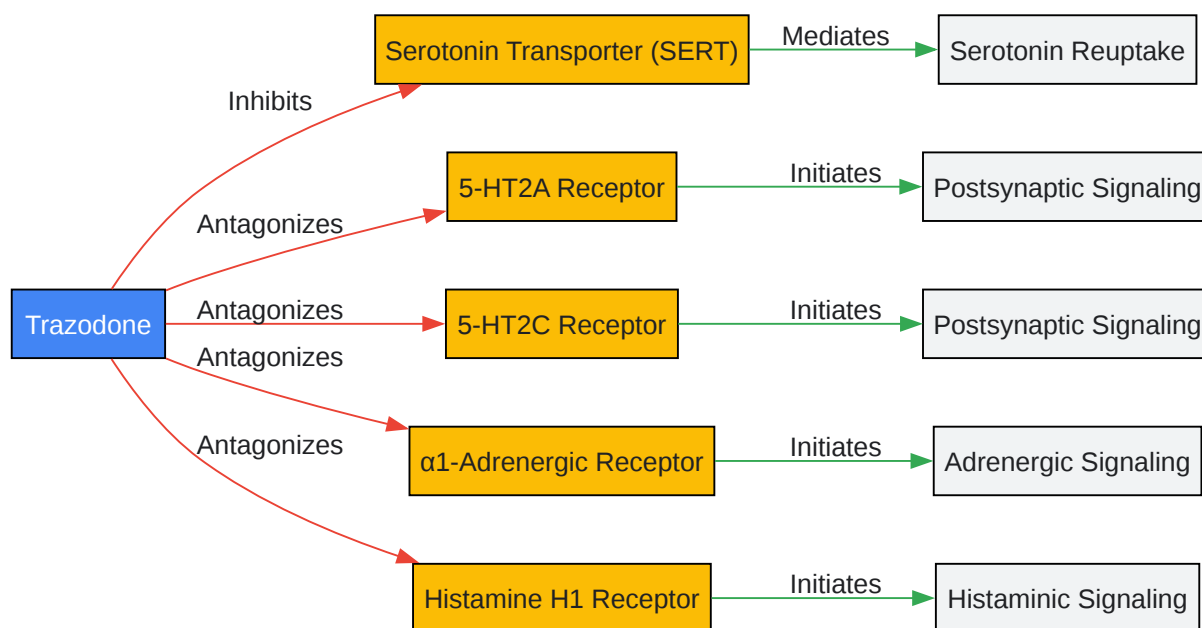 Serotonin Transporter (SERT)
Mediates
Serotonin Reuptake
Inhibits
5-HT2A Receptor
Initiates
Postsynaptic Signaling
Antagonizes
Trazodone
Antagonizes
5-HT2C Receptor
Initiates
Postsynaptic Signaling
Antagonizes
α1-Adrenergic Receptor
Initiates
Adrenergic Signaling
Antagonizes
Histamine H1 Receptor
Initiates
Histaminic Signaling